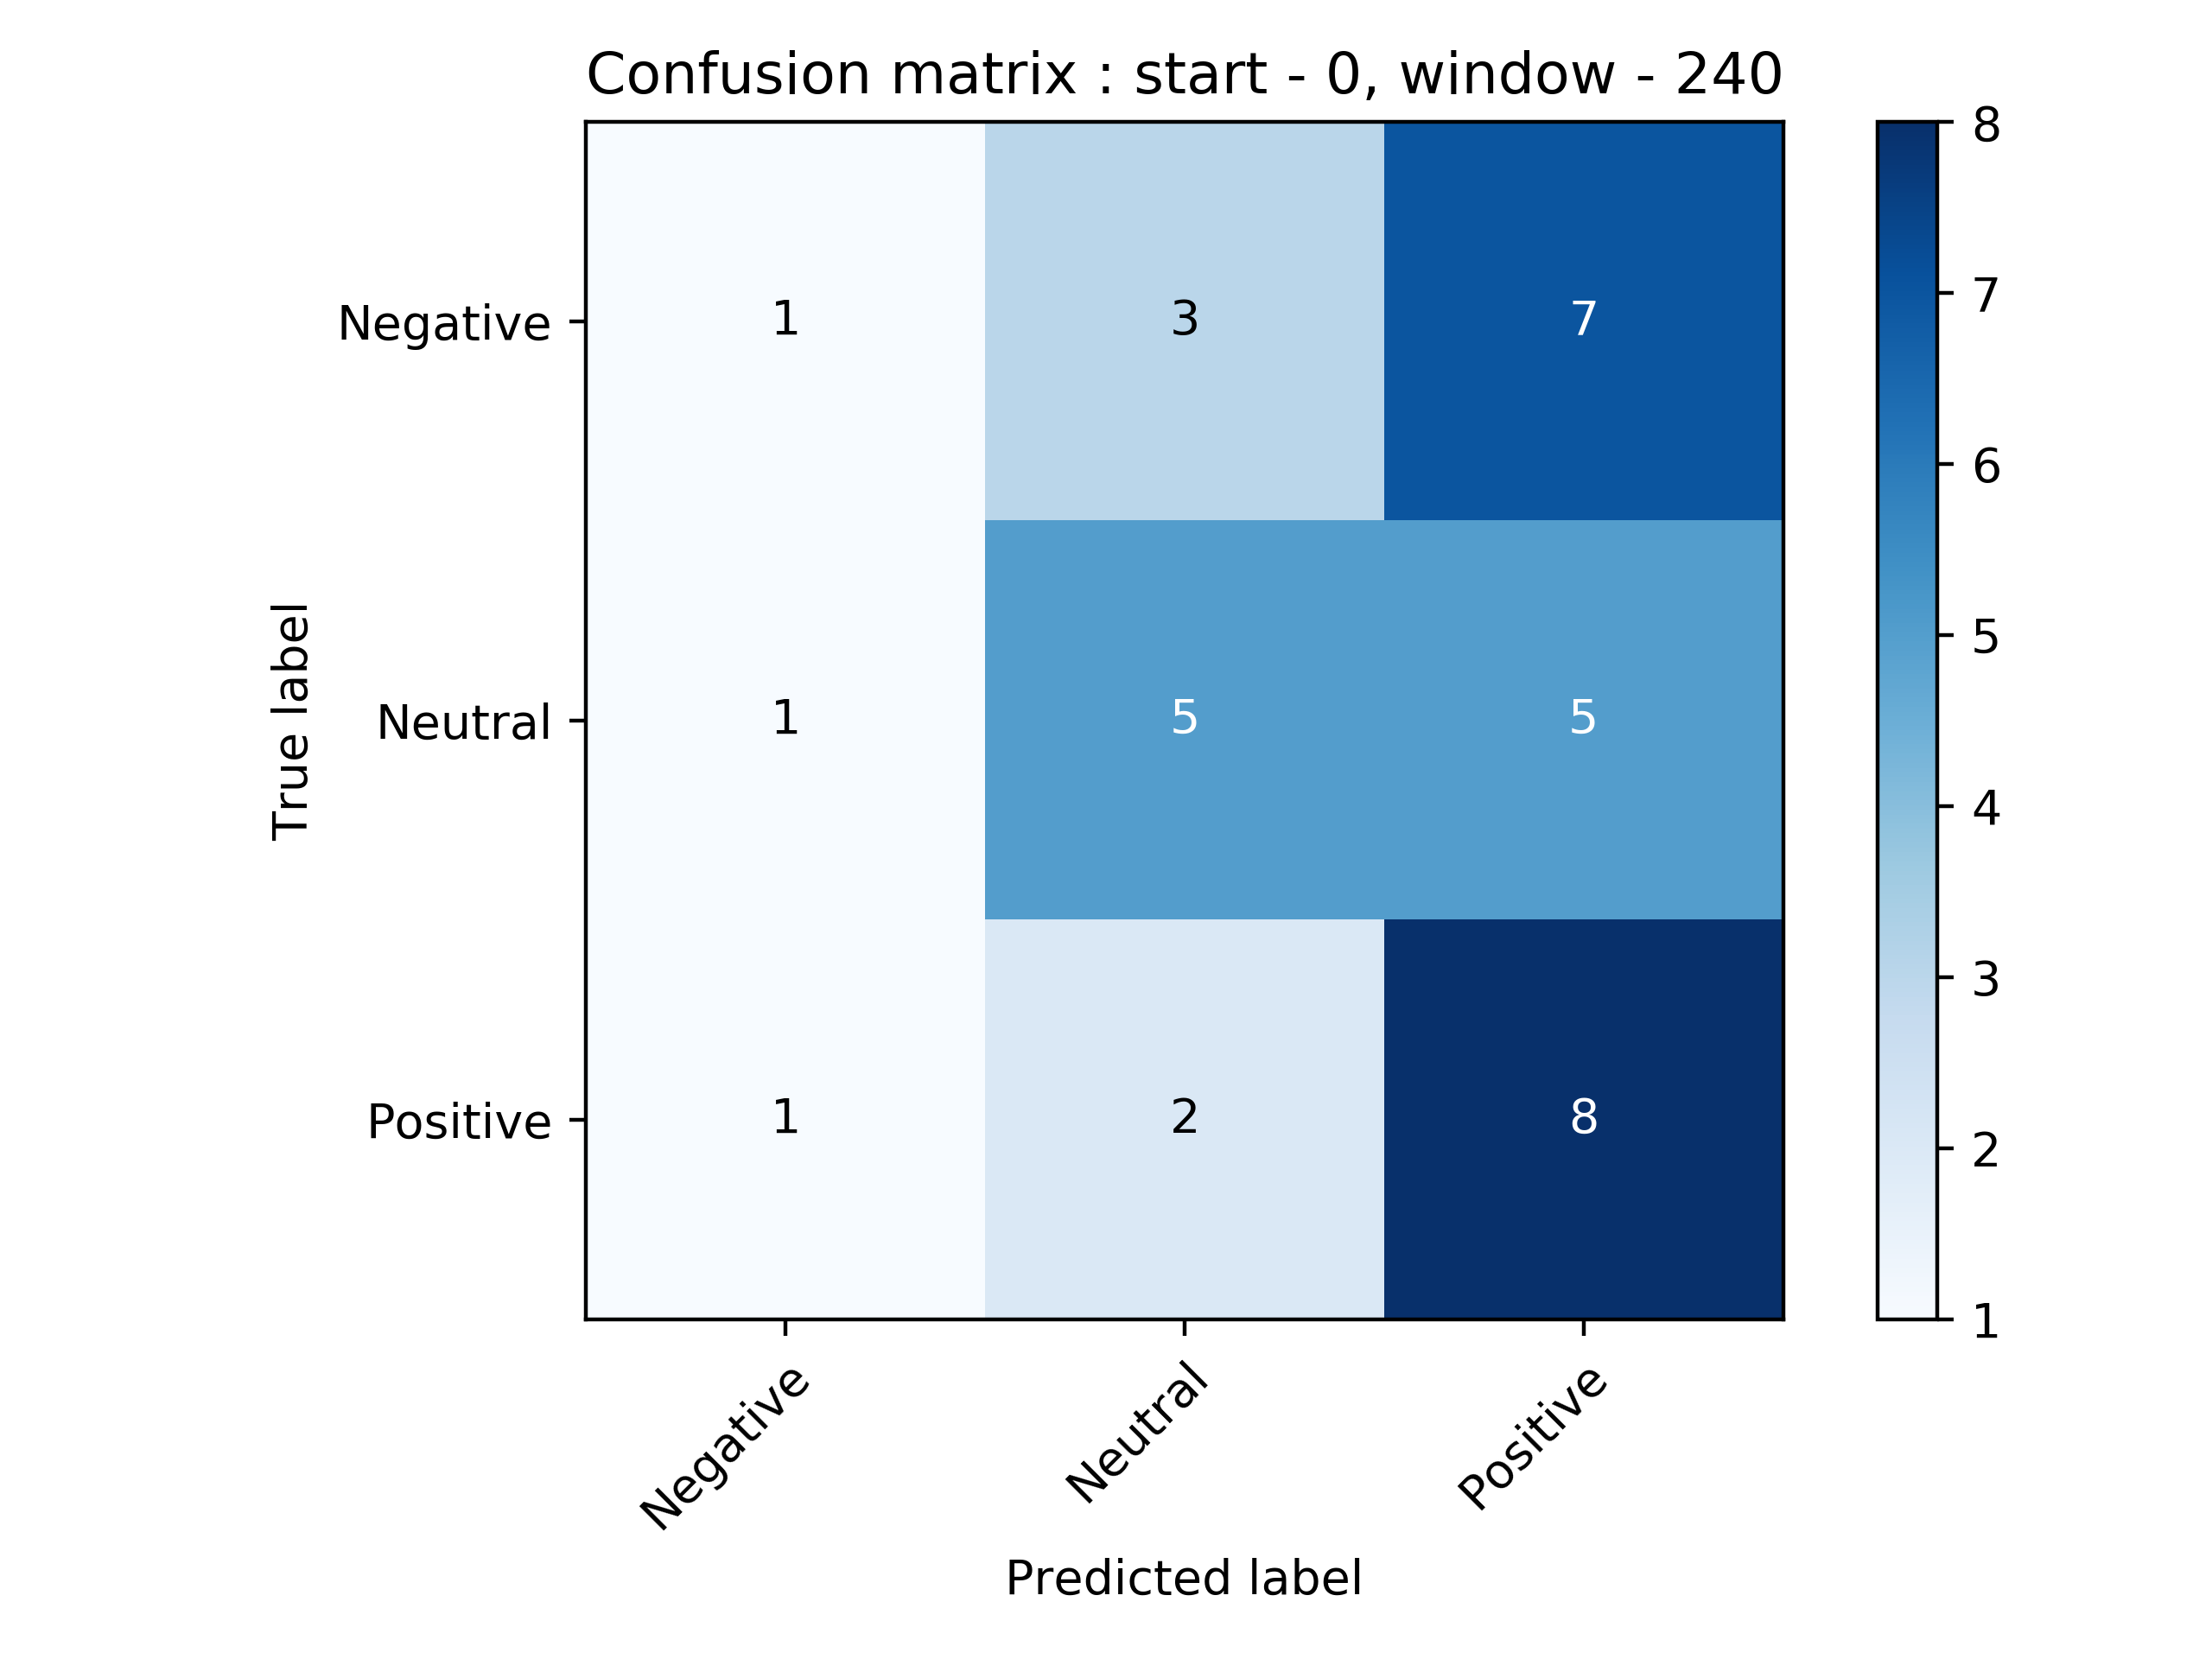 Confusion matrix : start - 0, window - 240
True label
Negative
1
3
7
Neutral
1
5
5
Positive
1
2
8
Negative
Neutral
Positive
Predicted label
8
7
6
5
4
3
2
1